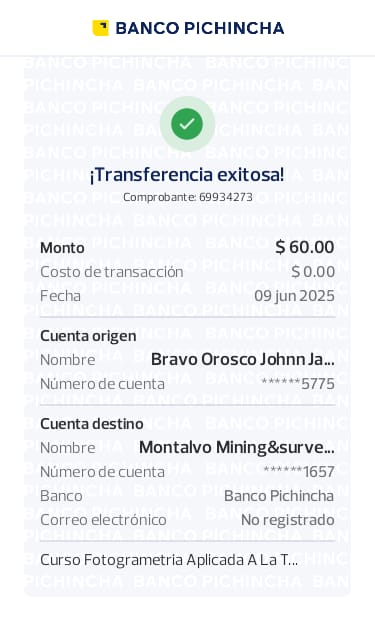 BANCO PICHINCHA
¡Transferencia exitosa!
Comprobante: 69934273
Monto $ 60.00
Costo de transacción $ 0.00
Fecha 09 jun 2025
Cuenta origen
Nombre Bravo Orosco Johnn Ja...
Número de cuenta ******5775
Cuenta destino
Nombre Montalvo Mining&surve...
Número de cuenta ******1657
Banco Banco Pichincha
Correo electrónico No registrado
Curso Fotogrametria Aplicada A La T...